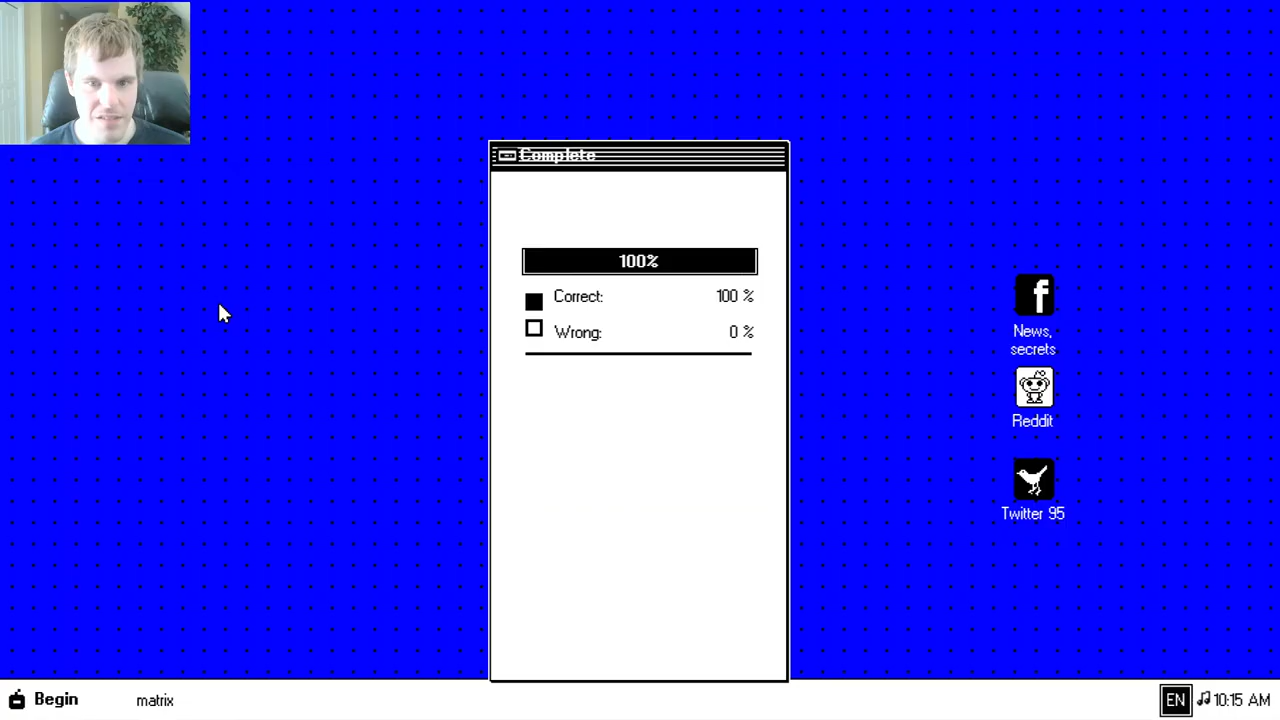 Complete
100%
Correct: 100 %
Wrong: 0 %
News,
secrets
Reddit
Twitter 95
Begin matrix EN 10:15 AM